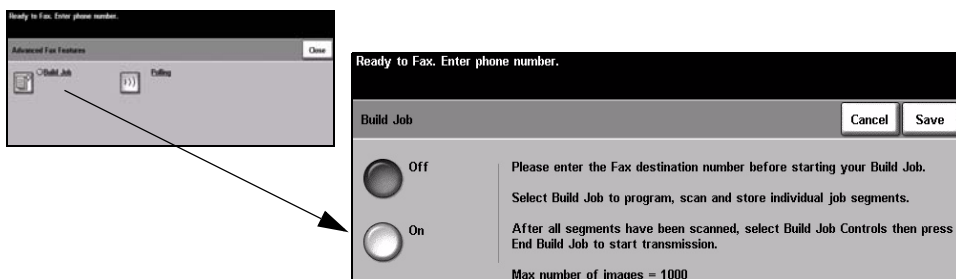 Ready to Fax. Enter phone number.
Advanced Fax Features
Close
Build Job
Polling
Ready to Fax. Enter phone number.
Build Job
Cancel
Save
Off
Please enter the Fax destination number before starting your Build Job.
Select Build Job to program, scan and store individual job segments.
On
After all segments have been scanned, select Build Job Controls then press
End Build Job to start transmission.
Max number of images = 1000